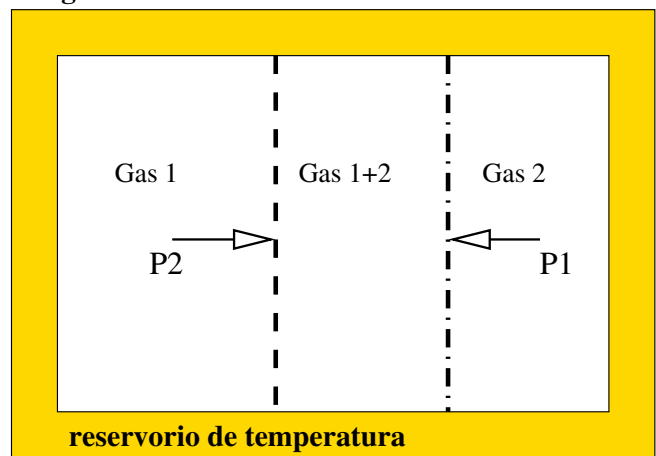 Gas 1
Gas 1+2
Gas 2
P2
P1
reservorio de temperatura